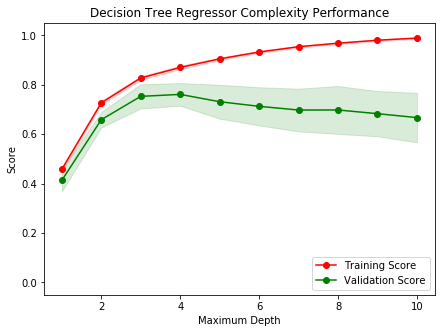 Decision Tree Regressor Complexity Performance
1.0
0.8
0.6
0.4
0.2
0.0
Score
2 4 6 8 10
Maximum Depth
Training Score
Validation Score